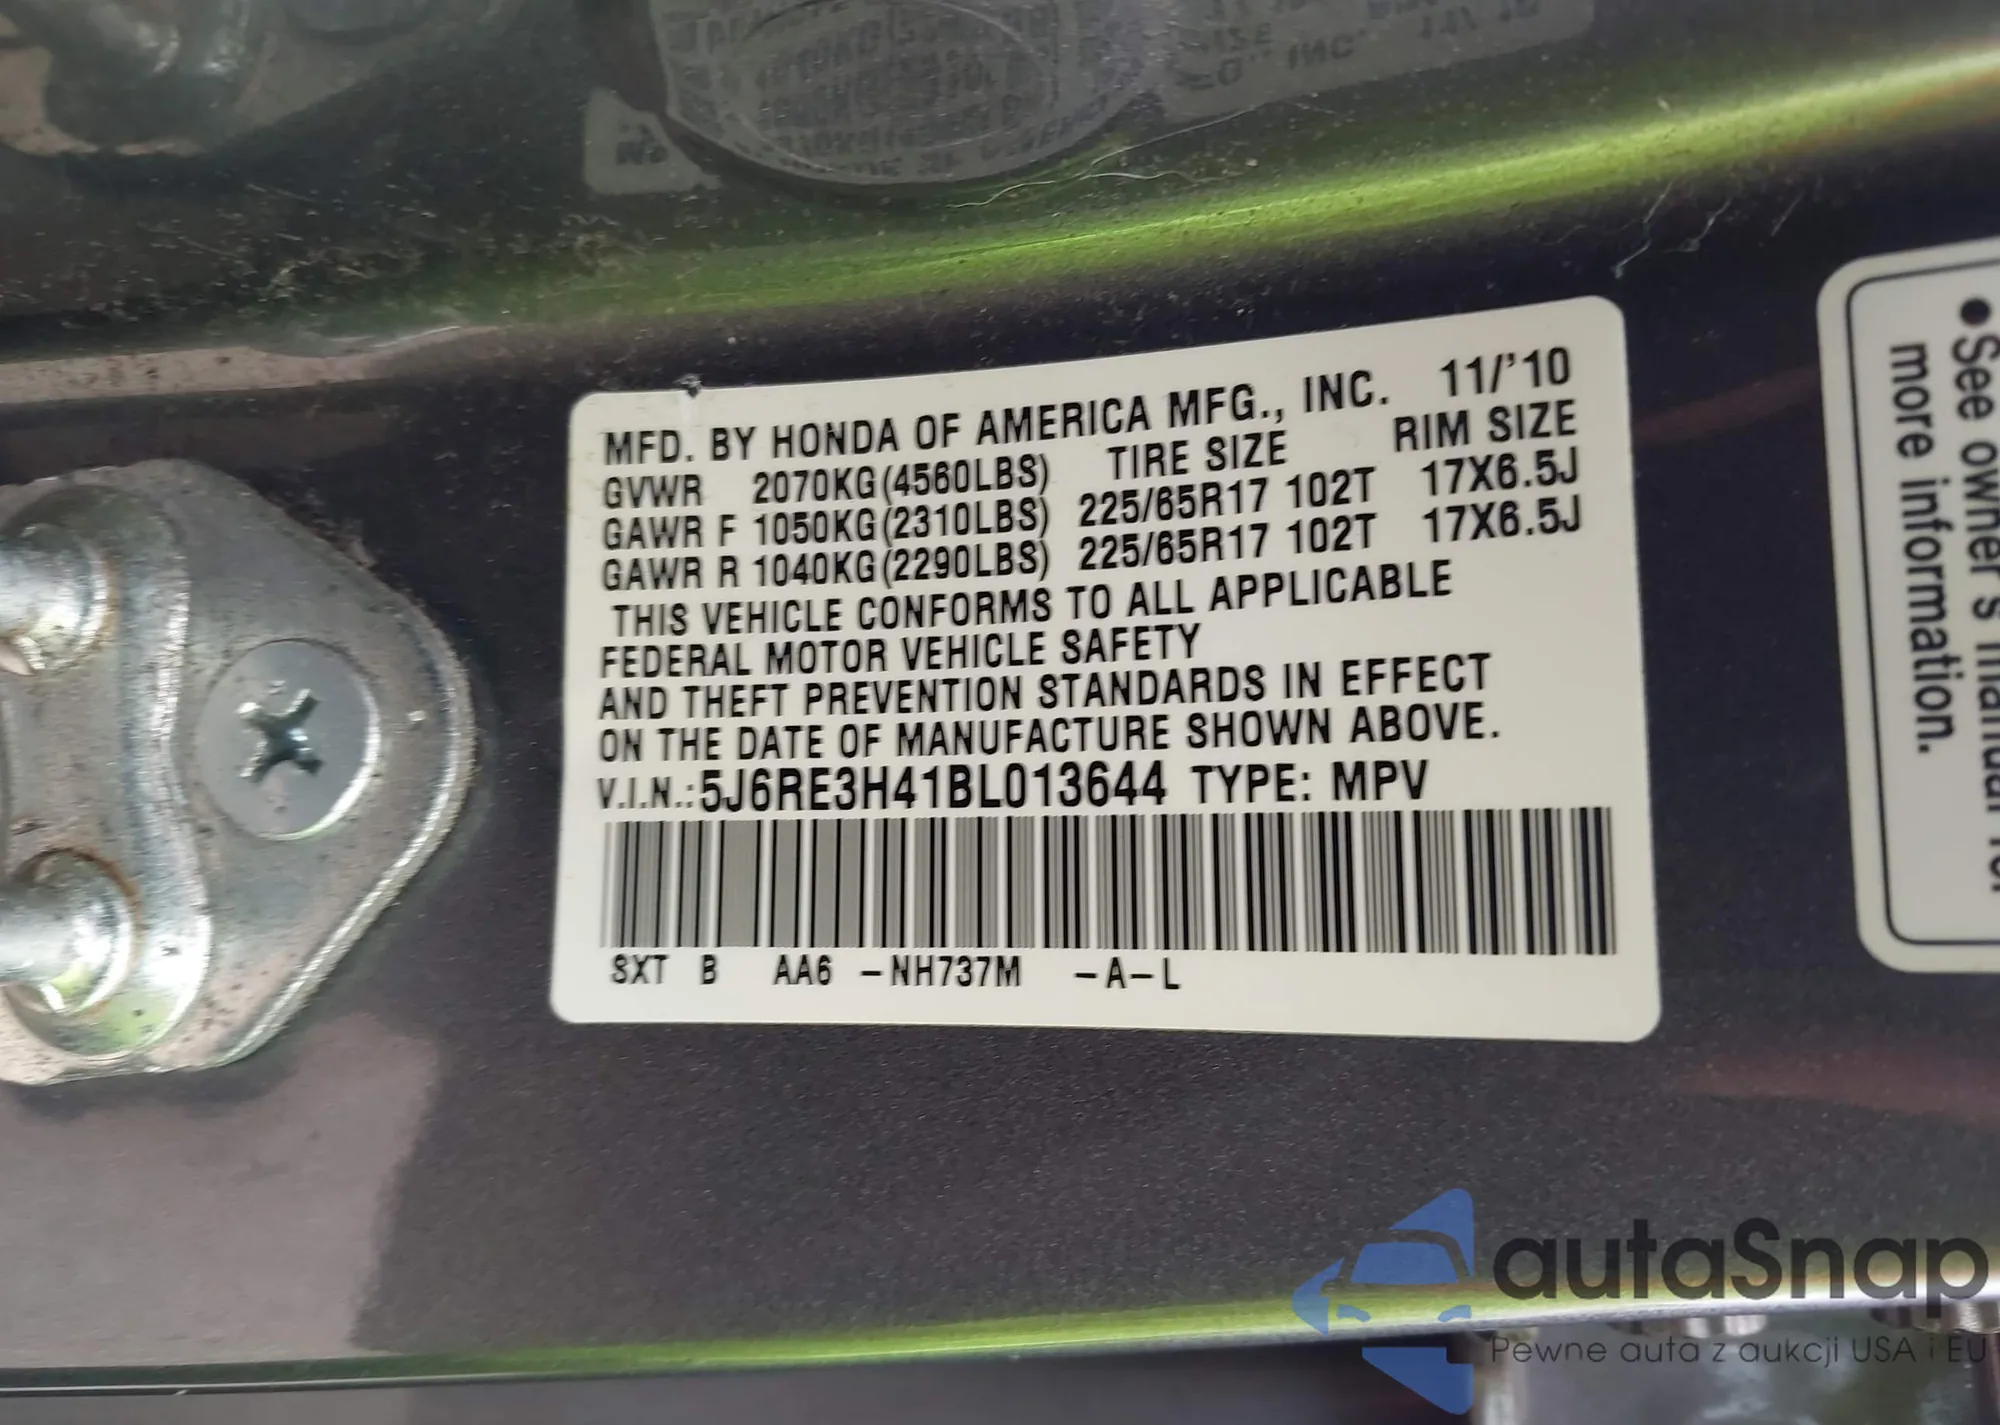 MFD. BY HONDA OF AMERICA MFG., INC. 11/'10
GVWR 2070KG(4560LBS) TIRE SIZE RIM SIZE
GAWR F 1050KG(2310LBS) 225/65R17 102T 17X6.5J
GAWR R 1040KG(2290LBS) 225/65R17 102T 17X6.5J
THIS VEHICLE CONFORMS TO ALL APPLICABLE
FEDERAL MOTOR VEHICLE SAFETY
AND THEFT PREVENTION STANDARDS IN EFFECT
ON THE DATE OF MANUFACTURE SHOWN ABOVE.
V.I.N.:5J6RE3H41BL013644 TYPE: MPV
SXT B AA6 -NH737M -A-L
●See owner's manual for
more information.
autaSnap
Pewne auta z aukcji USA i EU